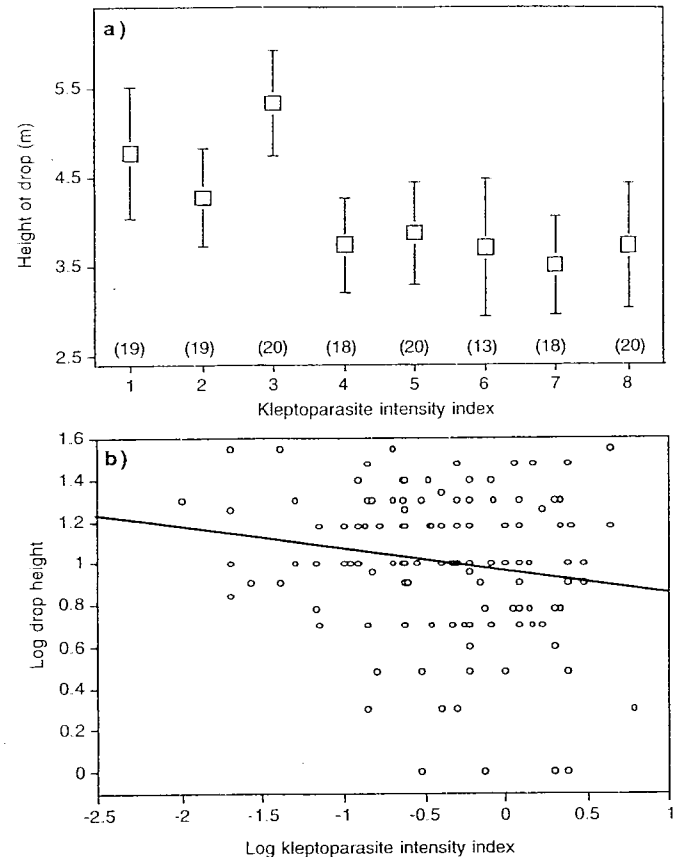 a)
Height of drop (m)
5.5
4.5
3.5
2.5
(19) (19) (20) (18) (20) (13) (18) (20)
1 2 3 4 5 6 7 8
Kleptoparasite intensity index
b)
Log drop height
1.6
1.4
1.2
1
0.8
0.6
0.4
0.2
0
-2.5 -2 -1.5 -1 -0.5 0 0.5 1
Log kleptoparasite intensity index